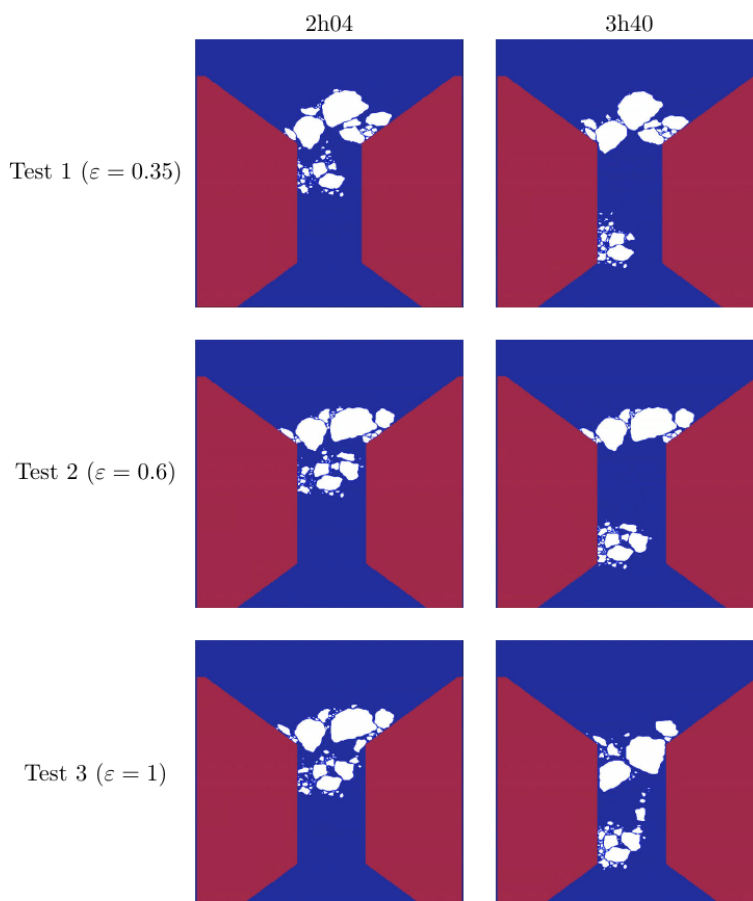 2h04
3h40
Test 1 (ε = 0.35)
Test 2 (ε = 0.6)
Test 3 (ε = 1)